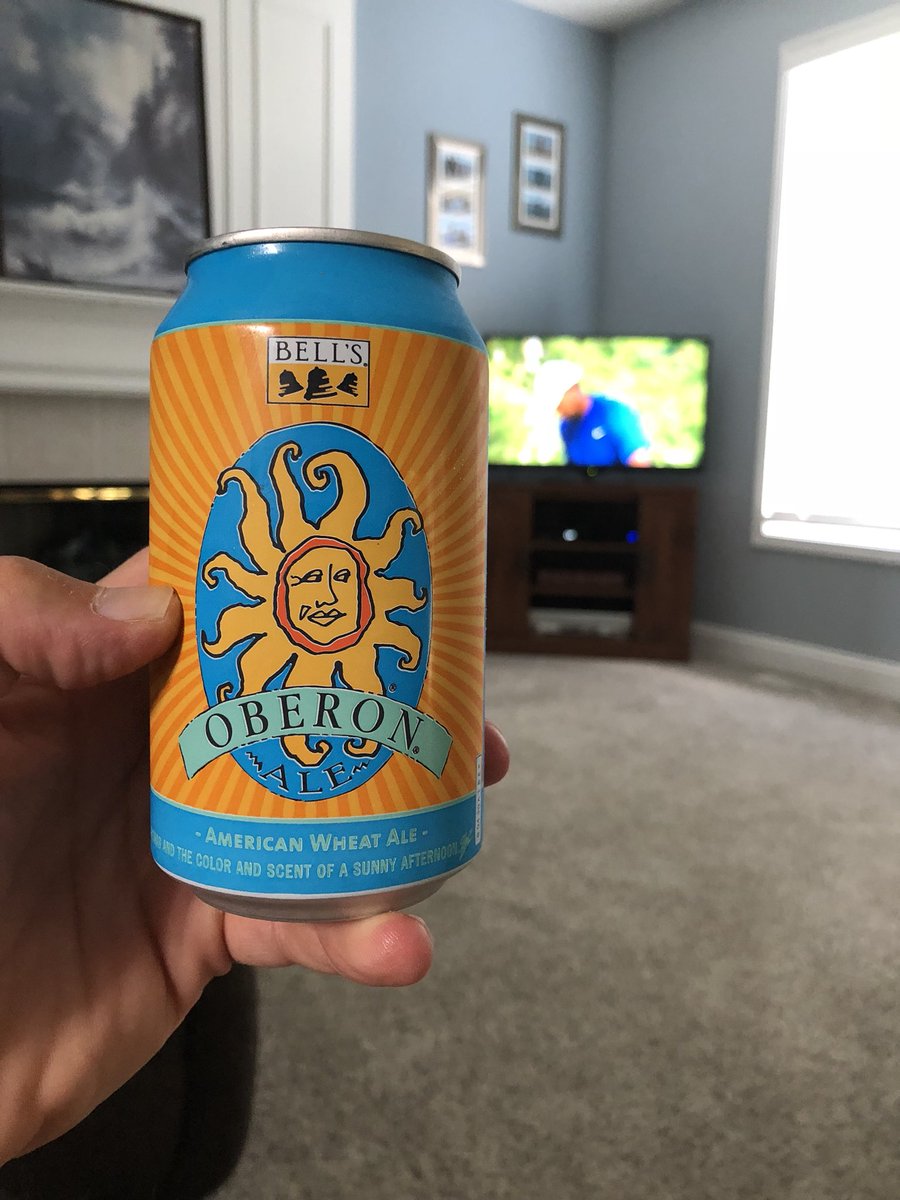 BELL'S
OBERON
ALE
- AMERICAN WHEAT ALE -
AND THE COLOR AND SCENT OF A SUNNY AFTERNOON.